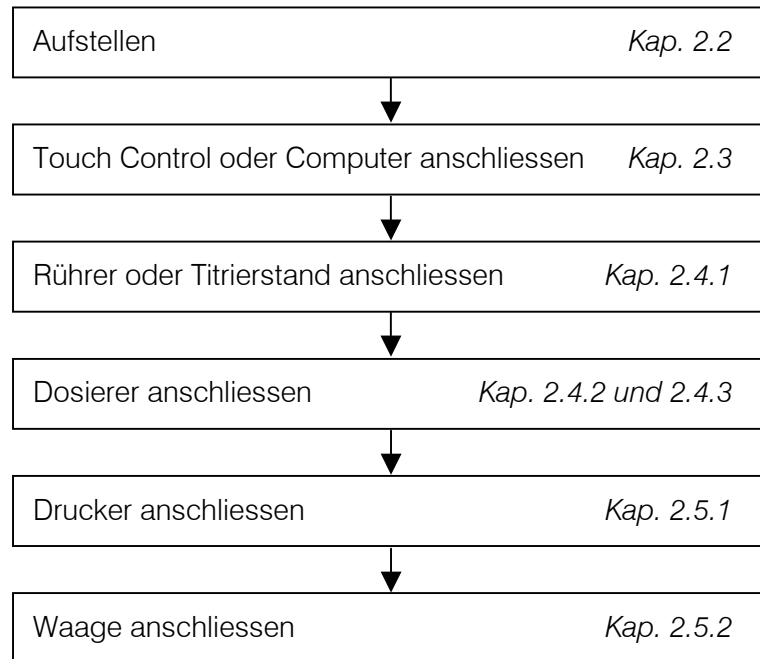 Aufstellen Kap. 2.2
Touch Control oder Computer anschliessen Kap. 2.3
Rührer oder Titrierstand anschliessen Kap. 2.4.1
Dosierer anschliessen Kap. 2.4.2 und 2.4.3
Drucker anschliessen Kap. 2.5.1
Waage anschliessen Kap. 2.5.2